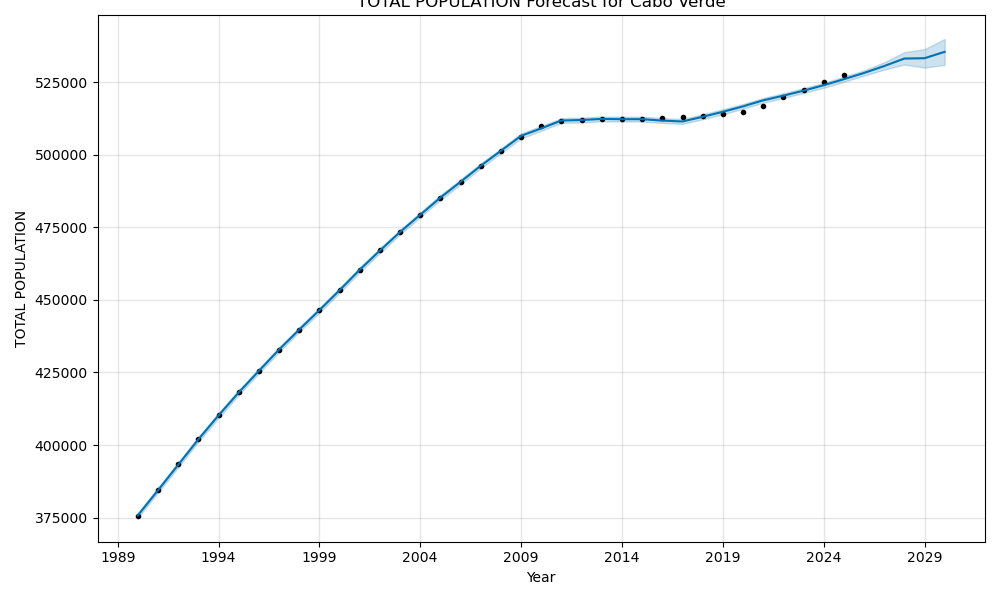 TOTAL POPULATION Forecast for Cabo Verde
TOTAL POPULATION
525000
500000
475000
450000
425000
400000
375000
1989 1994 1999 2004 2009 2014 2019 2024 2029
Year